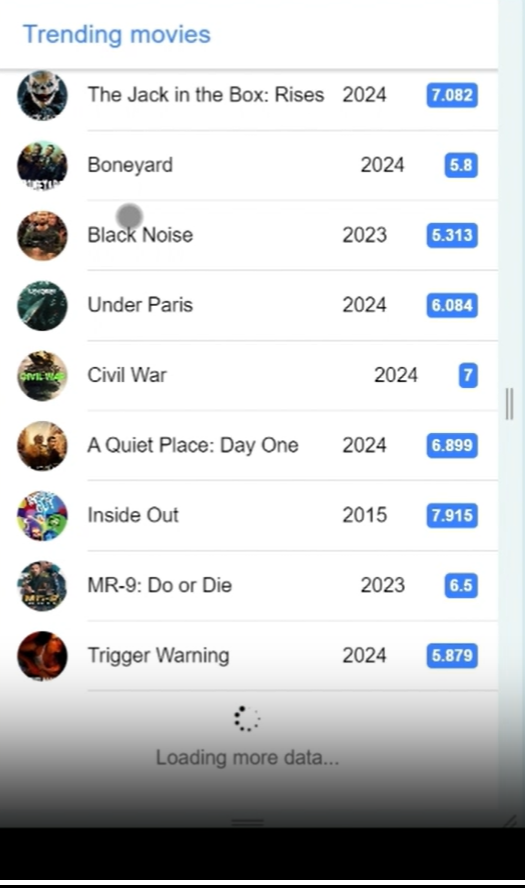 Trending movies
The Jack in the Box: Rises 2024 7.082
Boneyard 2024 5.8
Black Noise 2023 5.313
Under Paris 2024 6.084
Civil War 2024 7
A Quiet Place: Day One 2024 6.899
Inside Out 2015 7.915
MR-9: Do or Die 2023 6.5
Trigger Warning 2024 5.879
Loading more data...